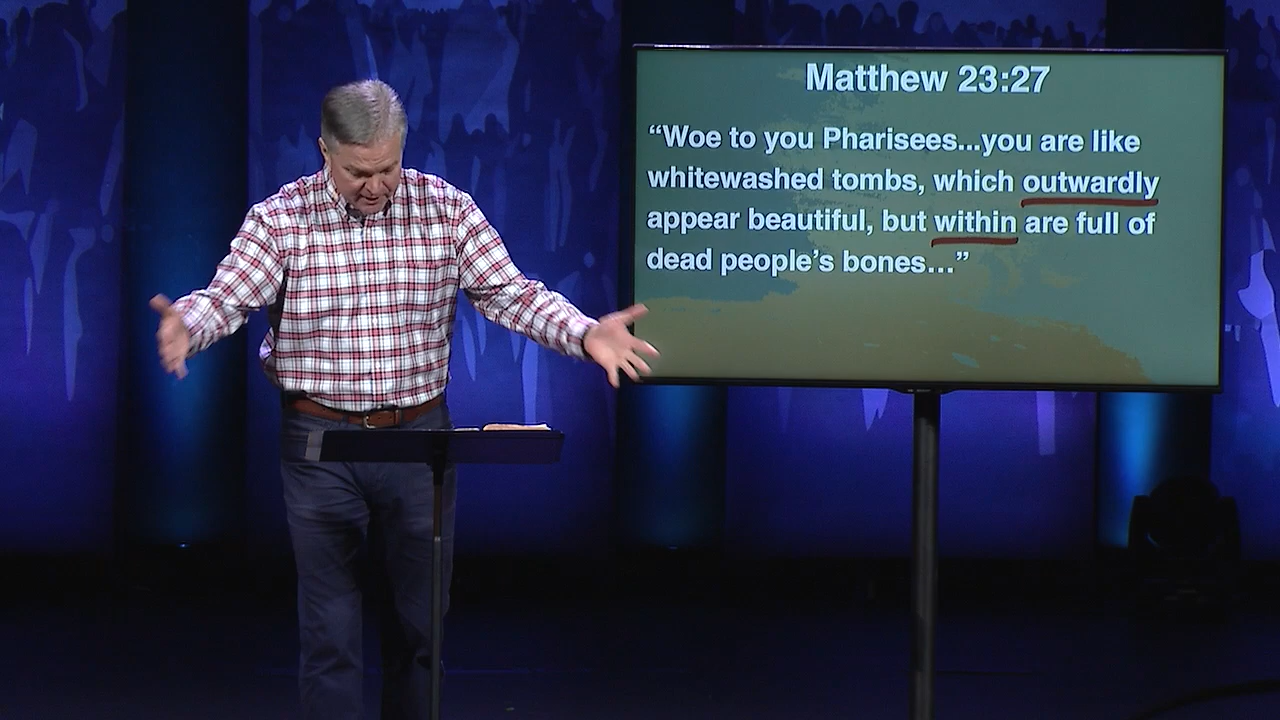 Matthew 23:27
“Woe to you Pharisees...you are like
whitewashed tombs, which outwardly
appear beautiful, but within are full of
dead people’s bones...”